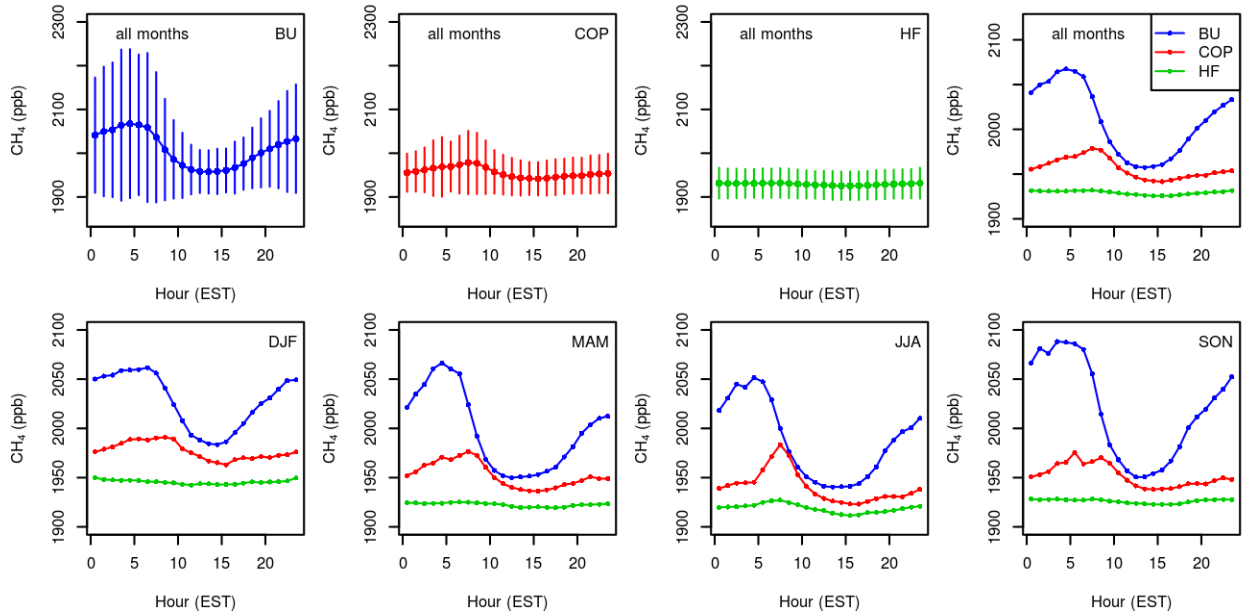 all months BU
CH₄ (ppb)
1900 2100 2300
0 5 10 15 20
Hour (EST)
all months COP
CH₄ (ppb)
1900 2100 2300
0 5 10 15 20
Hour (EST)
all months HF
CH₄ (ppb)
1900 2100 2300
0 5 10 15 20
Hour (EST)
all months
BU
COP
HF
CH₄ (ppb)
1900 2000 2100
0 5 10 15 20
Hour (EST)
DJF
CH₄ (ppb)
1900 1950 2000 2050 2100
0 5 10 15 20
Hour (EST)
MAM
CH₄ (ppb)
1900 1950 2000 2050 2100
0 5 10 15 20
Hour (EST)
JJA
CH₄ (ppb)
1900 1950 2000 2050 2100
0 5 10 15 20
Hour (EST)
SON
CH₄ (ppb)
1900 1950 2000 2050 2100
0 5 10 15 20
Hour (EST)